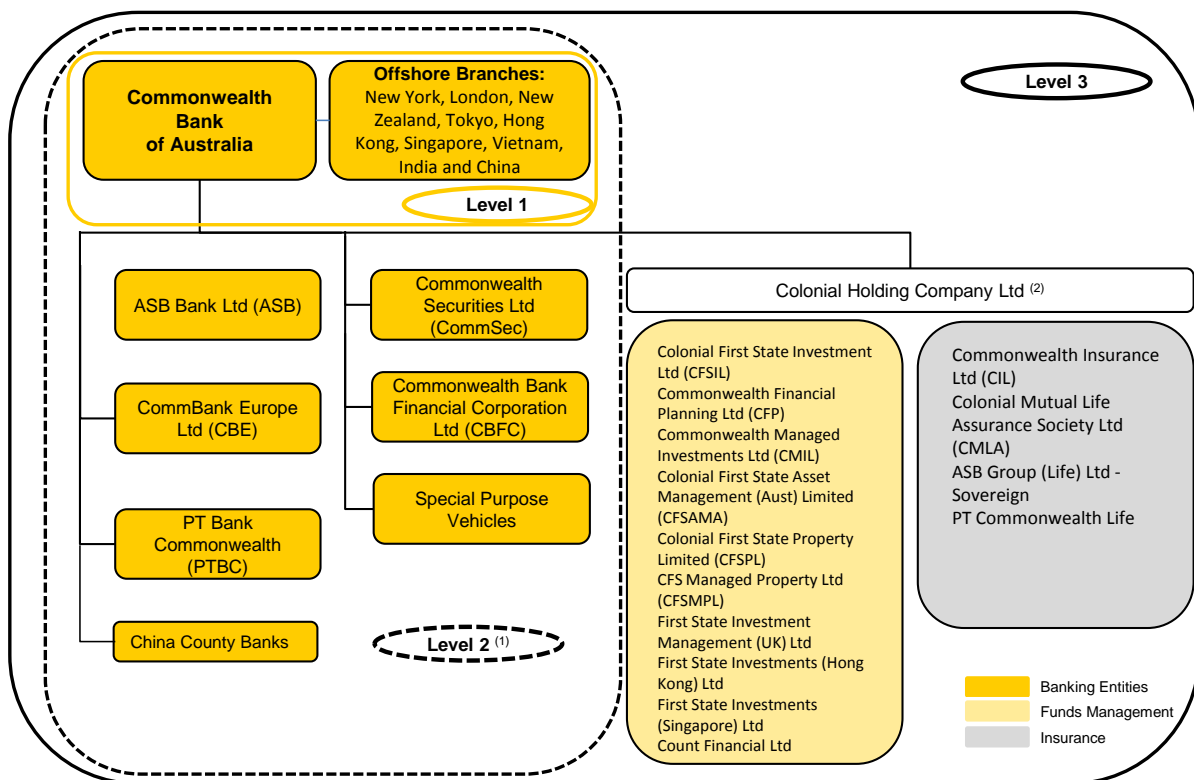 Commonwealth
Bank
of Australia
Offshore Branches:
New York, London, New
Zealand, Tokyo, Hong
Kong, Singapore, Vietnam,
India and China
Level 3
Level 1
ASB Bank Ltd (ASB)
Commonwealth
Securities Ltd
(CommSec)
CommBank Europe
Ltd (CBE)
Commonwealth Bank
Financial Corporation
Ltd (CBFC)
PT Bank
Commonwealth
(PTBC)
Special Purpose
Vehicles
China County Banks
Level 2 (1)
Colonial Holding Company Ltd (2)
Colonial First State Investment
Ltd (CFSIL)
Commonwealth Financial
Planning Ltd (CFP)
Commonwealth Managed
Investments Ltd (CMIL)
Colonial First State Asset
Management (Aust) Limited
(CFSAMA)
Colonial First State Property
Limited (CFSPL)
CFS Managed Property Ltd
(CFSMPL)
First State Investment
Management (UK) Ltd
First State Investments (Hong
Kong) Ltd
First State Investments
(Singapore) Ltd
Count Financial Ltd
Commonwealth Insurance
Ltd (CIL)
Colonial Mutual Life
Assurance Society Ltd
(CMLA)
ASB Group (Life) Ltd -
Sovereign
PT Commonwealth Life
Banking Entities
Funds Management
Insurance